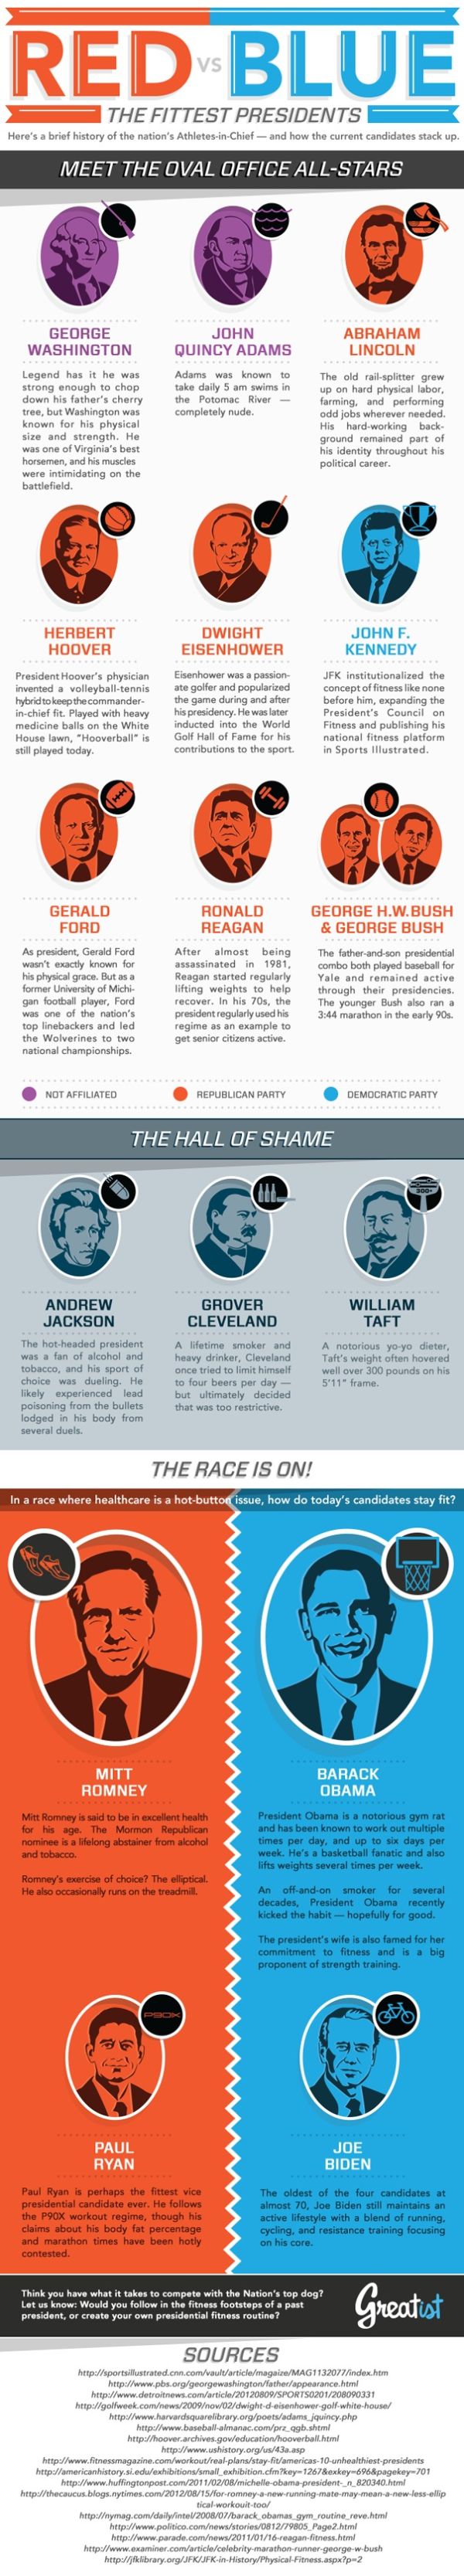 RED VS BLUE
THE FITTEST PRESIDENTS
Here's a brief history of the nation's Athletes-in-Chief — and how the current candidates stack up.
MEET THE OVAL OFFICE ALL-STARS
GEORGE
WASHINGTON
Legend has it he was
strong enough to chop
down his father's cherry
tree, but Washington was
known for his physical
size and strength. He
was one of Virginia's best
horsemen, and his muscles
were intimidating on the
battlefield.
JOHN
QUINCY ADAMS
Adams was known to
take daily 5 am swims in
the Potomac River —
completely nude.
ABRAHAM
LINCOLN
The old rail-splitter grew
up on hard physical labor,
farming, and performing
odd jobs wherever needed.
His hard-working back-
ground remained part of
his identity throughout his
political career.
HERBERT
HOOVER
President Hoover's physician
invented a volleyball-tennis
hybrid to keep the commander-
in-chief fit. Played with heavy
medicine balls on the White
House lawn, "Hooverball" is
still played today.
DWIGHT
EISENHOWER
Eisenhower was a passion-
ate golfer and popularized
the game during and after
his presidency. He was later
inducted into the World
Golf Hall of Fame for his
contributions to the sport.
JOHN F.
KENNEDY
JFK institutionalized the
concept of fitness like none
before him, expanding the
President's Council on
Fitness and publishing his
national fitness platform
in Sports Illustrated.
GERALD
FORD
As president, Gerald Ford
wasn't exactly known for
his physical grace. But as a
former University of Michi-
gan football player, Ford
was one of the nation's
top linebackers and led
the Wolverines to two
national championships.
RONALD
REAGAN
After almost being
assassinated in 1981,
Reagan started regularly
lifting weights to help
recover. In his 70s, the
president regularly used his
regime as an example to
get senior citizens active.
GEORGE H.W. BUSH
& GEORGE BUSH
The father-and-son presidential
combo both played baseball for
Yale and remained active
through their presidencies.
The younger Bush also ran a
3:44 marathon in the early 90s.
NOT AFFILIATED
REPUBLICAN PARTY
DEMOCRATIC PARTY
THE HALL OF SHAME
300+
ANDREW
JACKSON
The hot-headed president
was a fan of alcohol and
tobacco, and his sport of
choice was dueling. He
likely experienced lead
poisoning from the bullets
lodged in his body from
several duels.
GROVER
CLEVELAND
A lifetime smoker and
heavy drinker, Cleveland
once tried to limit himself
to four beers per day —
but ultimately decided
that was too restrictive.
WILLIAM
TAFT
A notorious yo-yo dieter,
Taft's weight often hovered
well over 300 pounds on his
5'11" frame.
THE RACE IS ON!
In a race where healthcare is a hot-button issue, how do today's candidates stay fit?
MITT
ROMNEY
Mitt Romney is said to be in excellent health
for his age. The Mormon Republican
nominee is a lifelong abstainer from alcohol
and tobacco.
Romney's exercise of choice? The elliptical.
He also occasionally runs on the treadmill.
BARACK
OBAMA
President Obama is a notorious gym rat
and has been known to work out multiple
times per day, and up to six days per
week. He's a basketball fanatic and also
lifts weights several times per week.
An off-and-on smoker for several
decades, President Obama recently
kicked the habit — hopefully for good.
The president's wife is also famed for her
commitment to fitness and is a big
proponent of strength training.
P90X
PAUL
RYAN
Paul Ryan is perhaps the fittest vice
presidential candidate ever. He follows
the P90X workout regime, though his
claims about his body fat percentage
and marathon times have been hotly
contested.
JOE
BIDEN
The oldest of the four candidates at
almost 70, Joe Biden still maintains an
active lifestyle with a blend of running,
cycling, and resistance training focusing
on his core.
Think you have what it takes to compete with the Nation's top dog?
Let us know: Would you follow in the fitness footsteps of a past
president, or create your own presidential fitness routine?
Greatist
SOURCES
http://sportsillustrated.cnn.com/vault/article/magaize/MAG1132077/index.htm
http://www.pbs.org/georgewashington/father/appearance.html
http://www.detroitnews.com/article/20120809/SPORTS0201/208090331
http://golfweek.com/news/2009/nov/02/dwight-d-eisenhower-golf-white-house/
http://www.harvardsquarelibrary.org/poets/adams_jquincy.php
http://www.baseball-almanac.com/prz_qgb.shtml
http://hoover.archives.gov/education/hooverball.html
http://www.ushistory.org/us/43a.asp
http://www.fitnessmagazine.com/workout/real-plans/stay-fit/americas-10-unhealthiest-presidents
http://americanhistory.si.edu/exhibitions/small_exhibition.cfm?key=1267&exkey=696&pagekey=701
http://www.huffingtonpost.com/2011/02/08/michelle-obama-president-_n_820340.html
http://thecaucus.blogs.nytimes.com/2012/08/15/for-romney-a-new-running-mate-may-mean-a-new-less-ellip
tical-workouit-too/
http://nymag.com/daily/intel/2008/07/barack_obamas_gym_routine_reve.html
http://www.politico.com/news/stories/0812/79805_Page2.html
http://www.parade.com/news/2011/01/16-reagan-fitness.html
http://www.examiner.com/article/celebrity-marathon-runner-george-w-bush
http://jfklibrary.org/JFK/JFK-in-History/Physical-Fitness.aspx?p=2